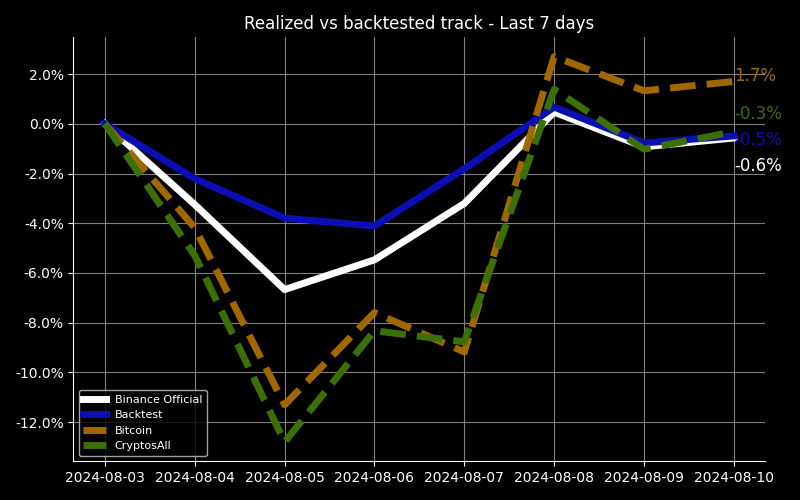 Realized vs backtested track - Last 7 days
2.0%
0.0%
-2.0%
-4.0%
-6.0%
-8.0%
-10.0%
-12.0%
1.7%
-0.3%
-0.5%
-0.6%
Binance Official
Backtest
Bitcoin
CryptosAll
2024-08-03 2024-08-04 2024-08-05 2024-08-06 2024-08-07 2024-08-08 2024-08-09 2024-08-10